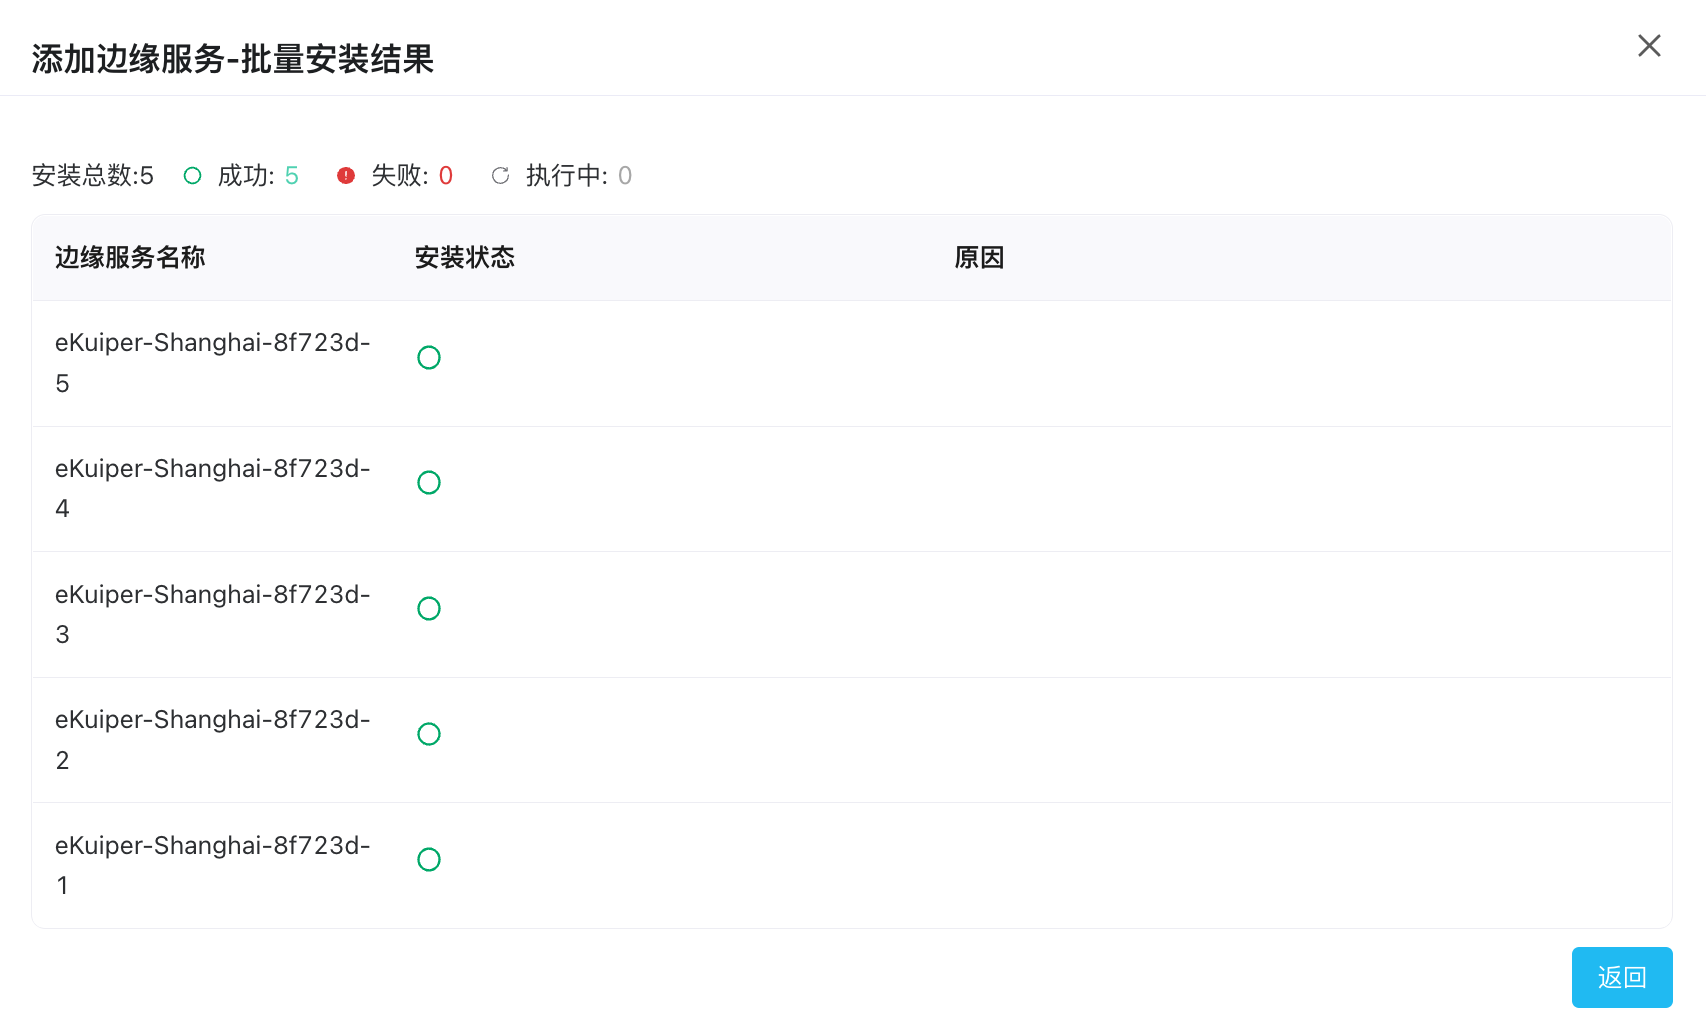 添加边缘服务-批量安装结果
安装总数:5 成功: 5 失败: 0 执行中: 0
边缘服务名称 安装状态 原因
eKuiper-Shanghai-8f723d-
5
eKuiper-Shanghai-8f723d-
4
eKuiper-Shanghai-8f723d-
3
eKuiper-Shanghai-8f723d-
2
eKuiper-Shanghai-8f723d-
1
返回